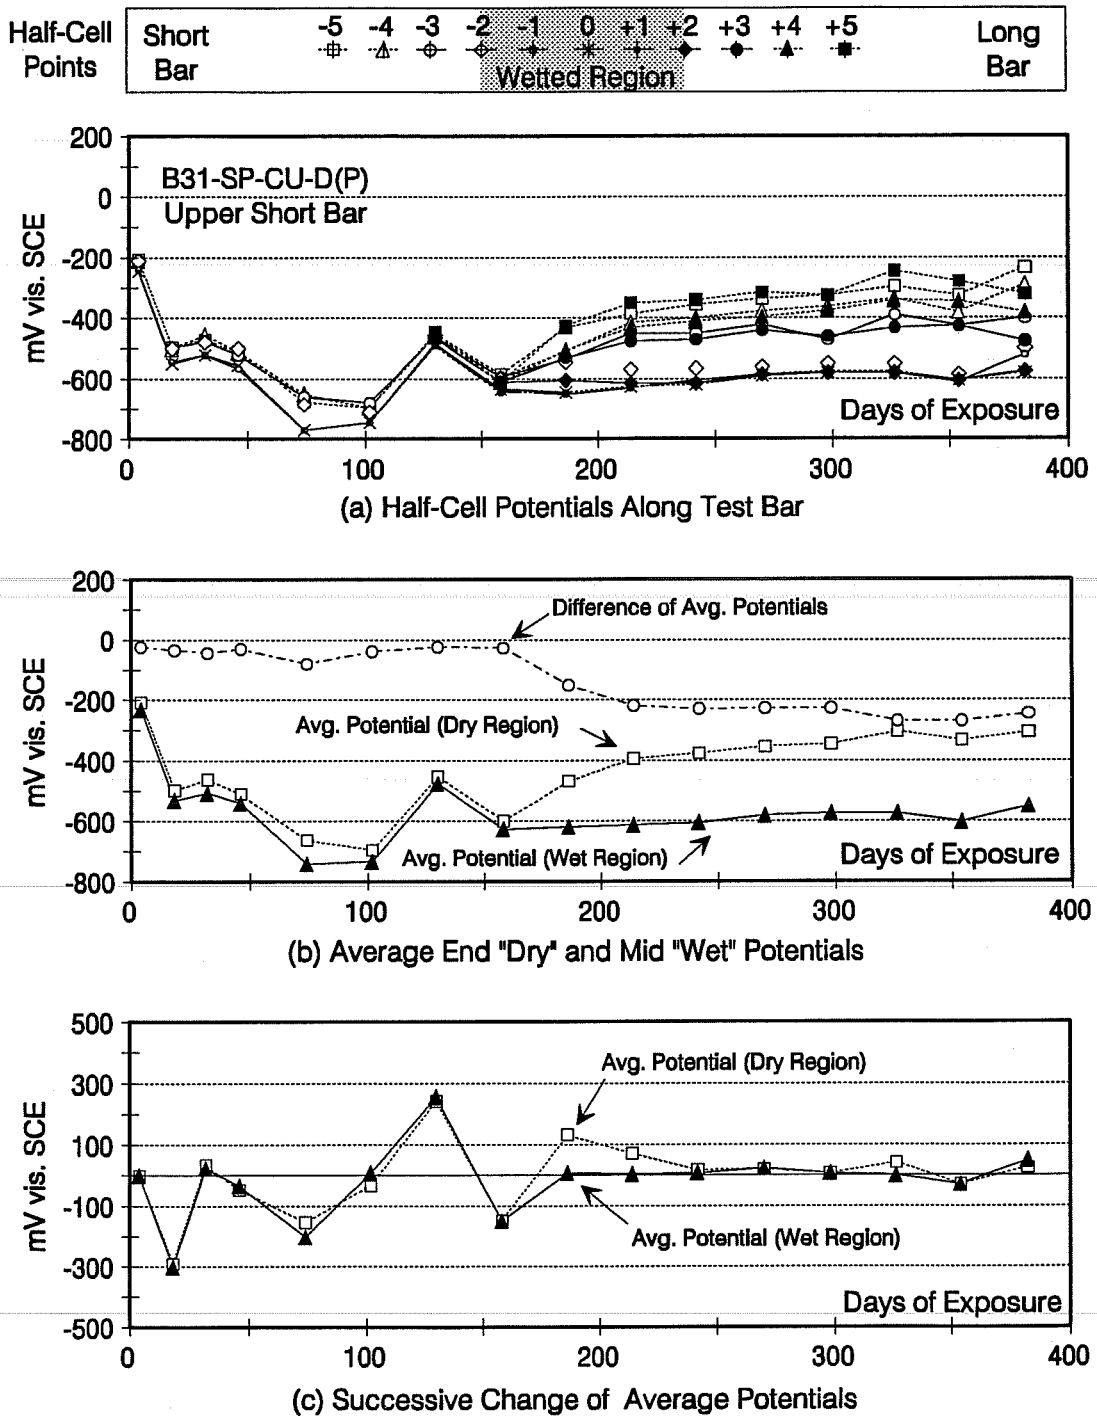 Half-Cell Points
Short Bar
-5 -4 -3 -2 -1 0 +1 +2 +3 +4 +5
Wetted Region
Long Bar
200
0
-200
-400
-600
-800
mV vis. SCE
B31-SP-CU-D(P)
Upper Short Bar
Days of Exposure
0 100 200 300 400
(a) Half-Cell Potentials Along Test Bar
200
0
-200
-400
-600
-800
mV vis. SCE
Difference of Avg. Potentials
Avg. Potential (Dry Region)
Avg. Potential (Wet Region)
Days of Exposure
0 100 200 300 400
(b) Average End "Dry" and Mid "Wet" Potentials
500
300
100
-100
-300
-500
mV vis. SCE
Avg. Potential (Dry Region)
Avg. Potential (Wet Region)
Days of Exposure
0 100 200 300 400
(c) Successive Change of Average Potentials